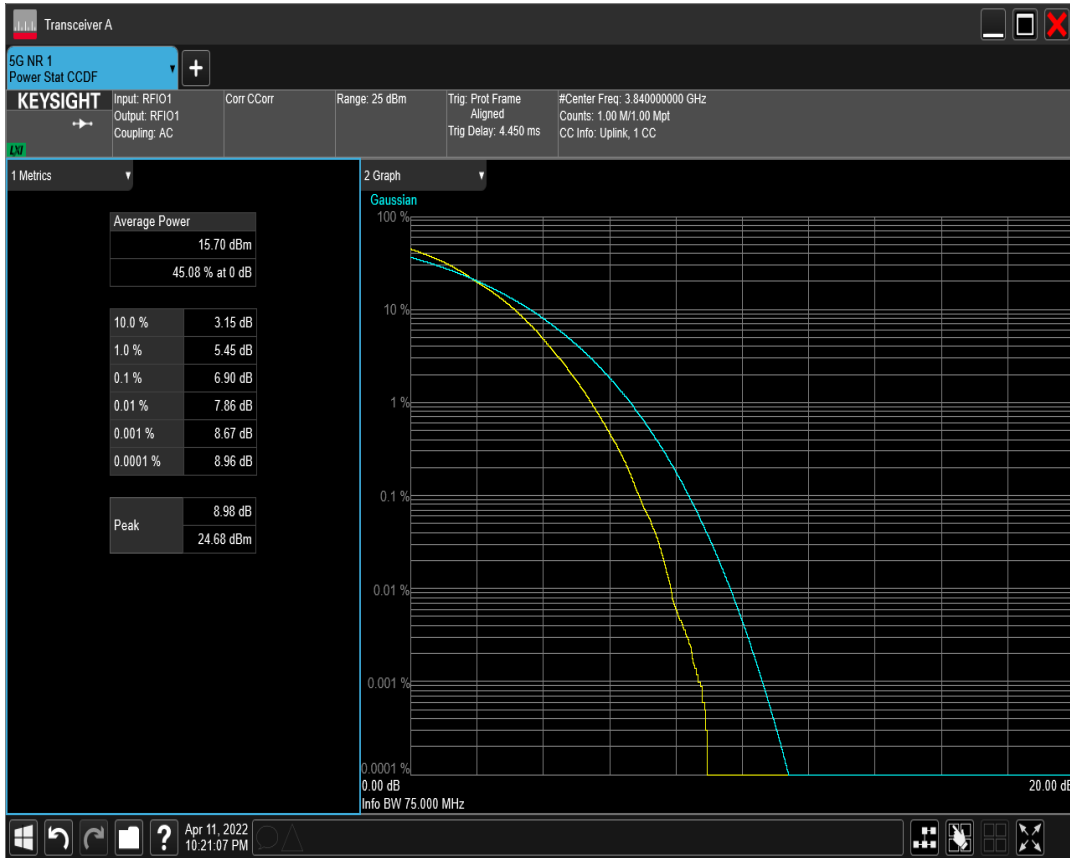 Transceiver A
5G NR 1
Power Stat CCDF
KEYSIGHT
LXI
Input: RFIO1
Output: RFIO1
Coupling: AC
Corr CCorr
Range: 25 dBm
Trig: Prot Frame
Aligned
Trig Delay: 4.450 ms
#Center Freq: 3.840000000 GHz
Counts: 1.00 M/1.00 Mpt
CC Info: Uplink, 1 CC
1 Metrics
Average Power
15.70 dBm
45.08 % at 0 dB
10.0 % 3.15 dB
1.0 % 5.45 dB
0.1 % 6.90 dB
0.01 % 7.86 dB
0.001 % 8.67 dB
0.0001 % 8.96 dB
Peak
8.98 dB
24.68 dBm
2 Graph
Gaussian
100 %
10 %
1 %
0.1 %
0.01 %
0.001 %
0.0001 %
0.00 dB 20.00 dB
Info BW 75.000 MHz
?
Apr 11, 2022
10:21:07 PM